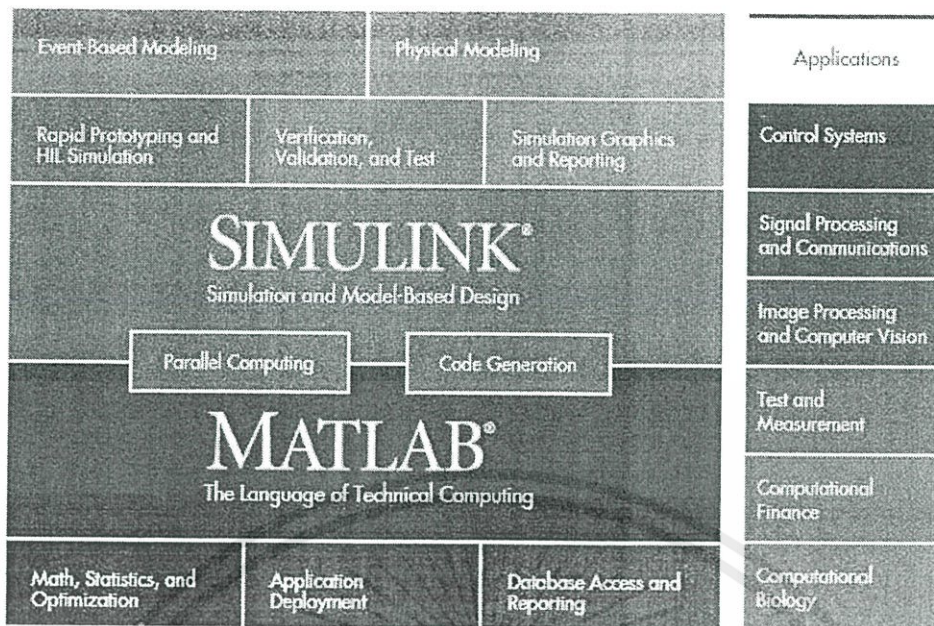 Event-Based Modeling
Physical Modeling
Rapid Prototyping and
HIL Simulation
Verification,
Validation, and Test
Simulation Graphics
and Reporting
SIMULINK®
Simulation and Model-Based Design
Parallel Computing
Code Generation
MATLAB®
The Language of Technical Computing
Math, Statistics, and
Optimization
Application
Deployment
Database Access and
Reporting
Applications
Control Systems
Signal Processing
and Communications
Image Processing
and Computer Vision
Test and
Measurement
Computational
Finance
Computational
Biology